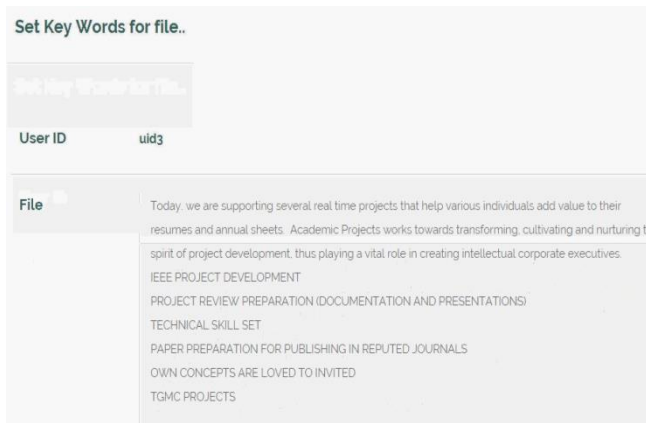 Set Key Words for file..
User ID uid3
File Today, we are supporting several real time projects that help various individuals add value to their
resumes and annual sheets. Academic Projects works towards transforming, cultivating and nurturing t
spirit of project development, thus playing a vital role in creating intellectual corporate executives.
IEEE PROJECT DEVELOPMENT
PROJECT REVIEW PREPARATION (DOCUMENTATION AND PRESENTATIONS)
TECHNICAL SKILL SET
PAPER PREPARATION FOR PUBLISHING IN REPUTED JOURNALS
OWN CONCEPTS ARE LOVED TO INVITED
TGMC PROJECTS